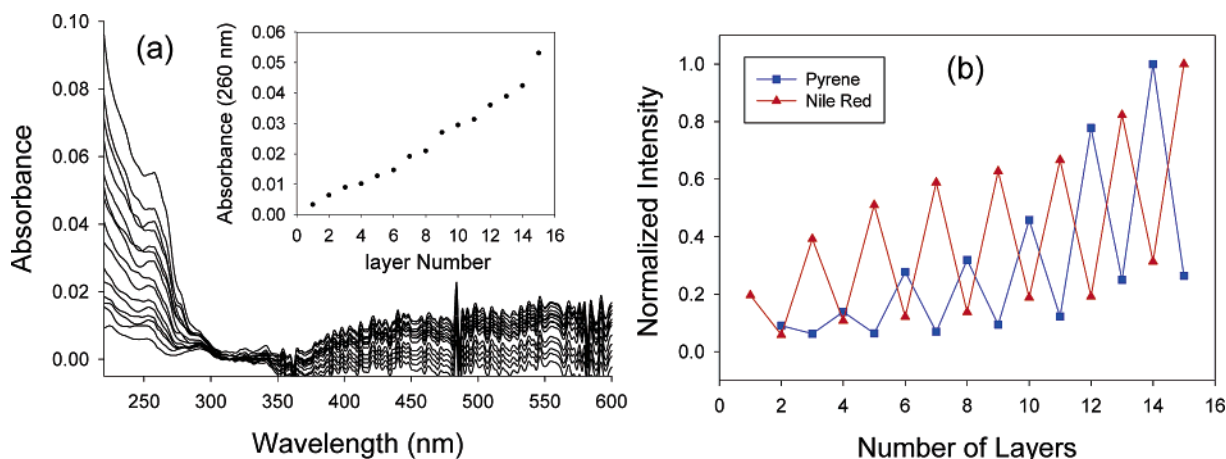 (a)
Absorbance
0.10
0.08
0.06
0.04
0.02
0.00
250 300 350 400 450 500 550 600
Wavelength (nm)
Absorbance (260 nm)
0.06
0.05
0.04
0.03
0.02
0.01
0.00
0 2 4 6 8 10 12 14 16
layer Number
(b)
Pyrene
Nile Red
Normalized Intensity
1.0
0.8
0.6
0.4
0.2
0.0
2 4 6 8 10 12 14 16
Number of Layers